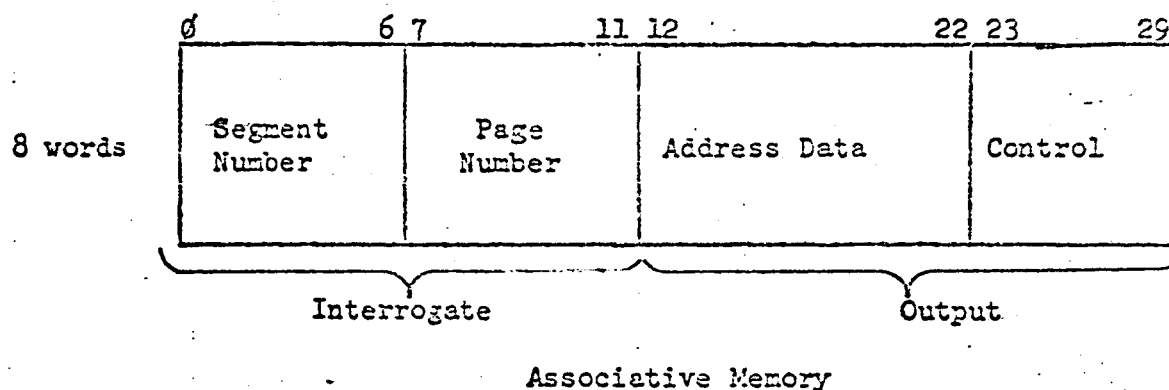 Ø 6 7 11 12 22 23 29
8 words
Segment Number
Page Number
Address Data
Control
Interrogate
Output
Associative Memory